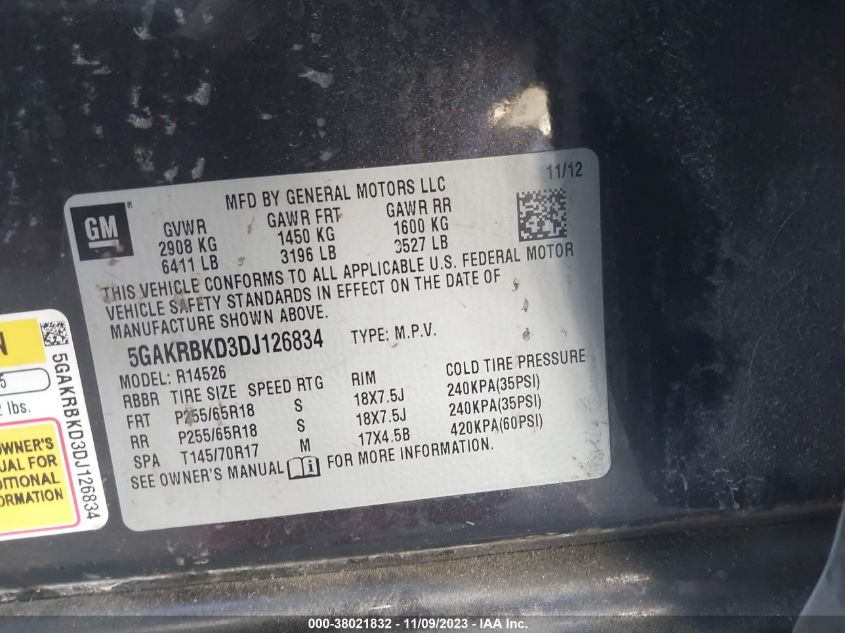 MFD BY GENERAL MOTORS LLC 11/12
GM
GVWR GAWR FRT GAWR RR
2908 KG 1450 KG 1600 KG
6411 LB 3196 LB 3527 LB
THIS VEHICLE CONFORMS TO ALL APPLICABLE U.S. FEDERAL MOTOR
VEHICLE SAFETY STANDARDS IN EFFECT ON THE DATE OF
MANUFACTURE SHOWN ABOVE.
5GAKRBKD3DJ126834 TYPE: M.P.V.
MODEL: R14526
RBBR TIRE SIZE SPEED RTG RIM COLD TIRE PRESSURE
FRT P255/65R18 S 18X7.5J 240KPA(35PSI)
RR P255/65R18 S 18X7.5J 240KPA(35PSI)
SPA T145/70R17 M 17X4.5B 420KPA(60PSI)
SEE OWNER'S MANUAL FOR MORE INFORMATION.
N
5
lbs.
OWNER'S
UAL FOR
DITIONAL
ORMATION
5GAKRBKD3DJ126834
000-38021832 - 11/09/2023 - IAA Inc.